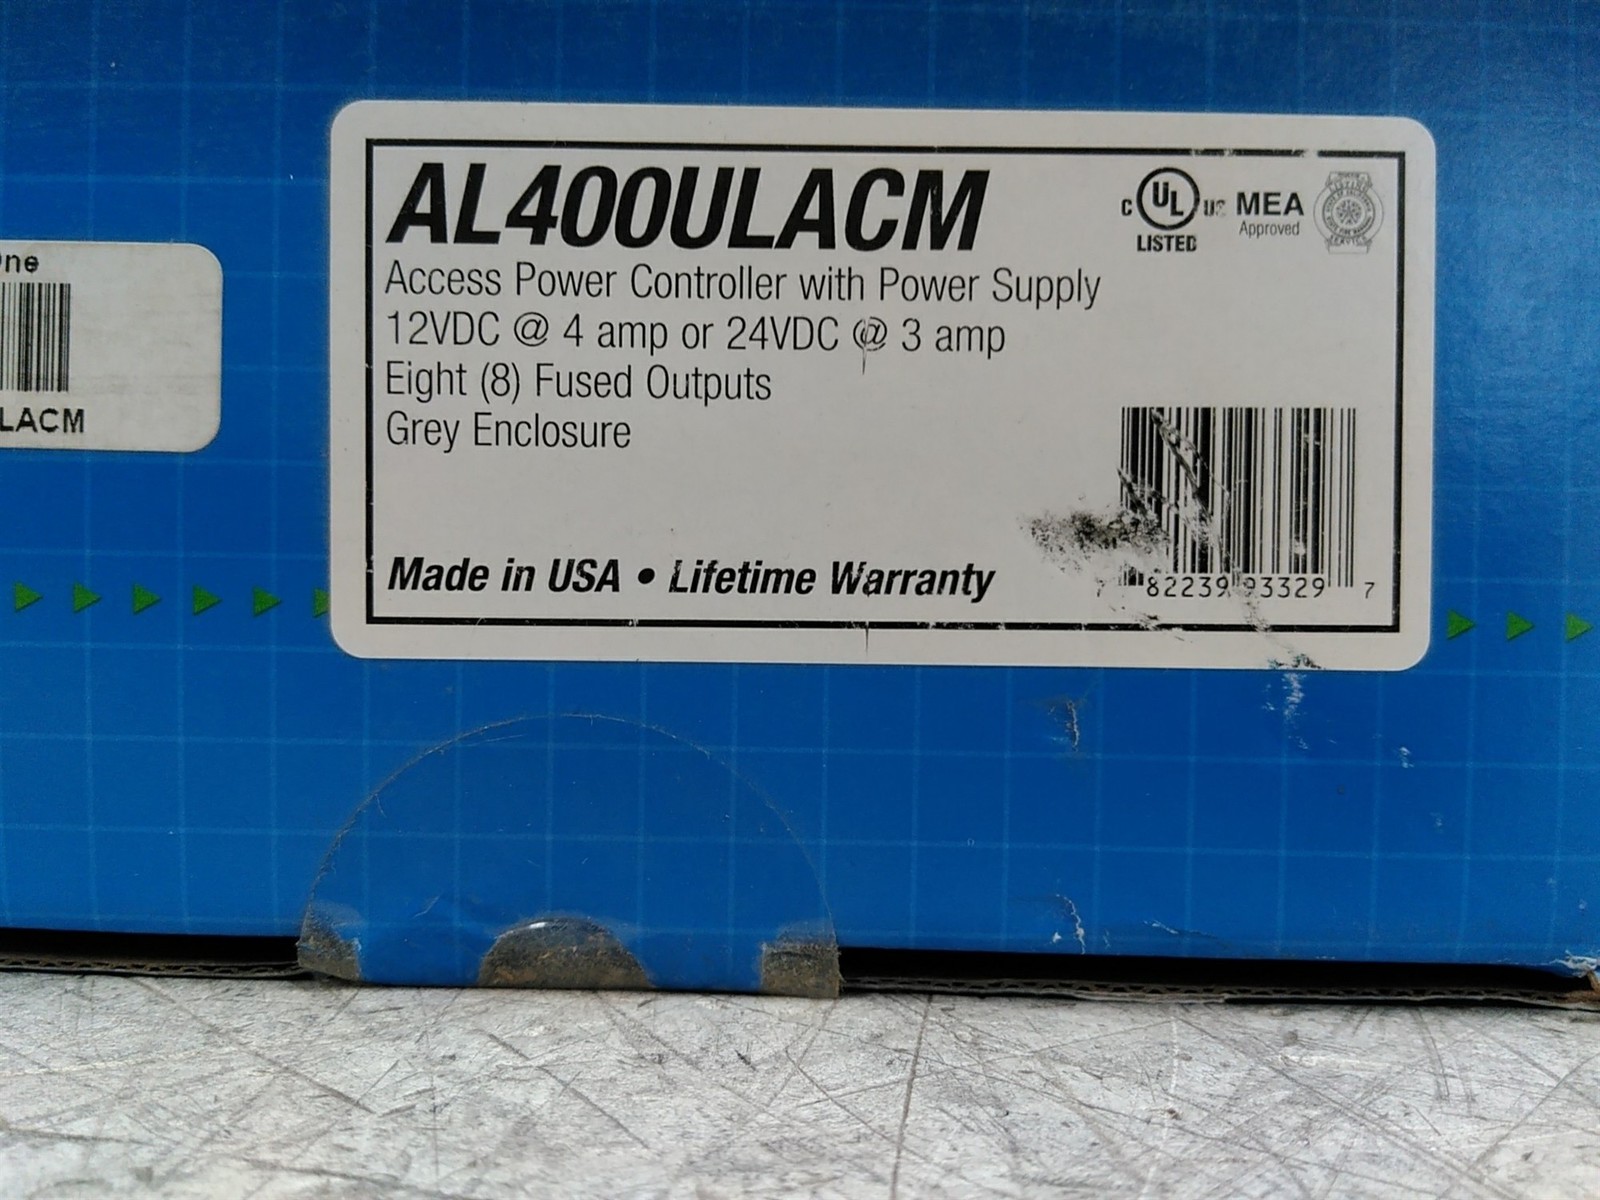 AL400ULACM
Access Power Controller with Power Supply
12VDC @ 4 amp or 24VDC @ 3 amp
Eight (8) Fused Outputs
Grey Enclosure
Made in USA • Lifetime Warranty
C UL US
LISTED
MEA
Approved
82239 93329 7
ne
LACM